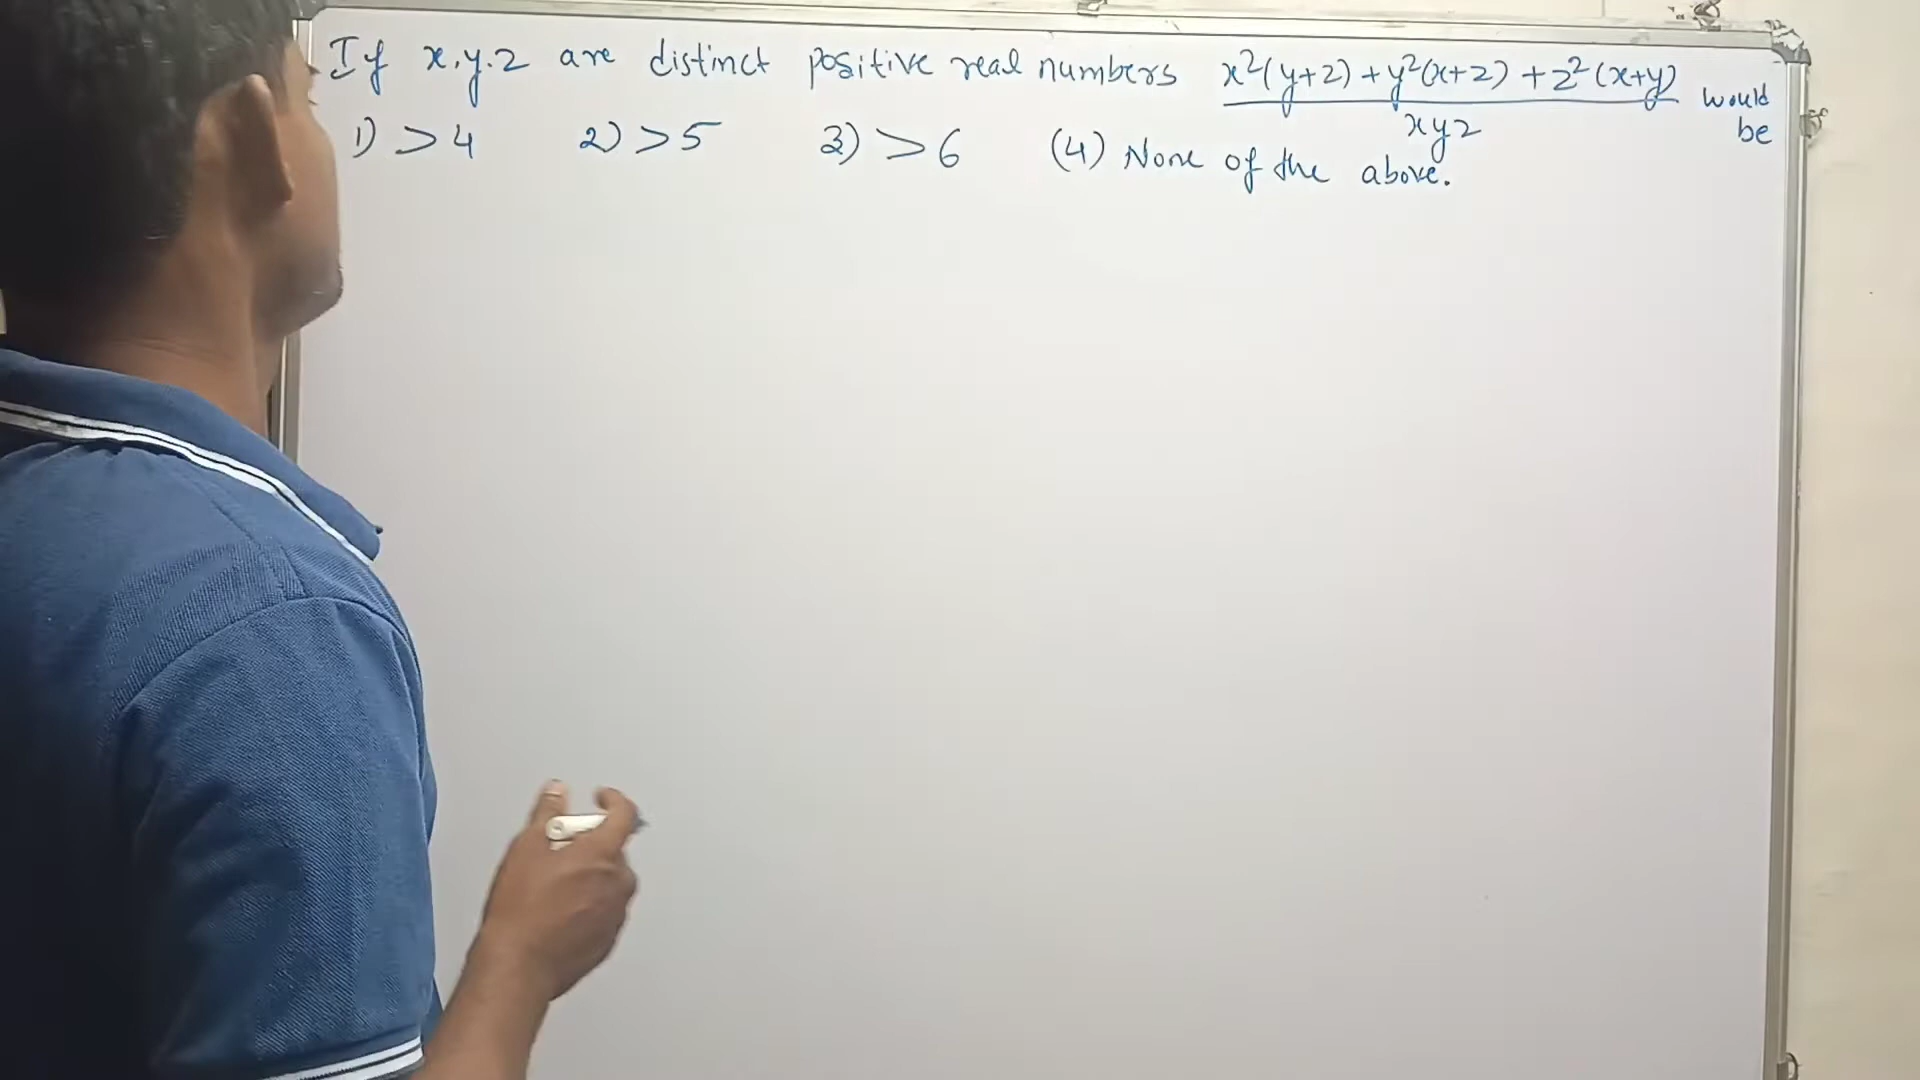 If x,y,z are distinct positive real numbers x²(y+z)+y²(x+z)+z²(x+y) / xyz would be
1) >4 2) >5 3) >6 (4) None of the above.